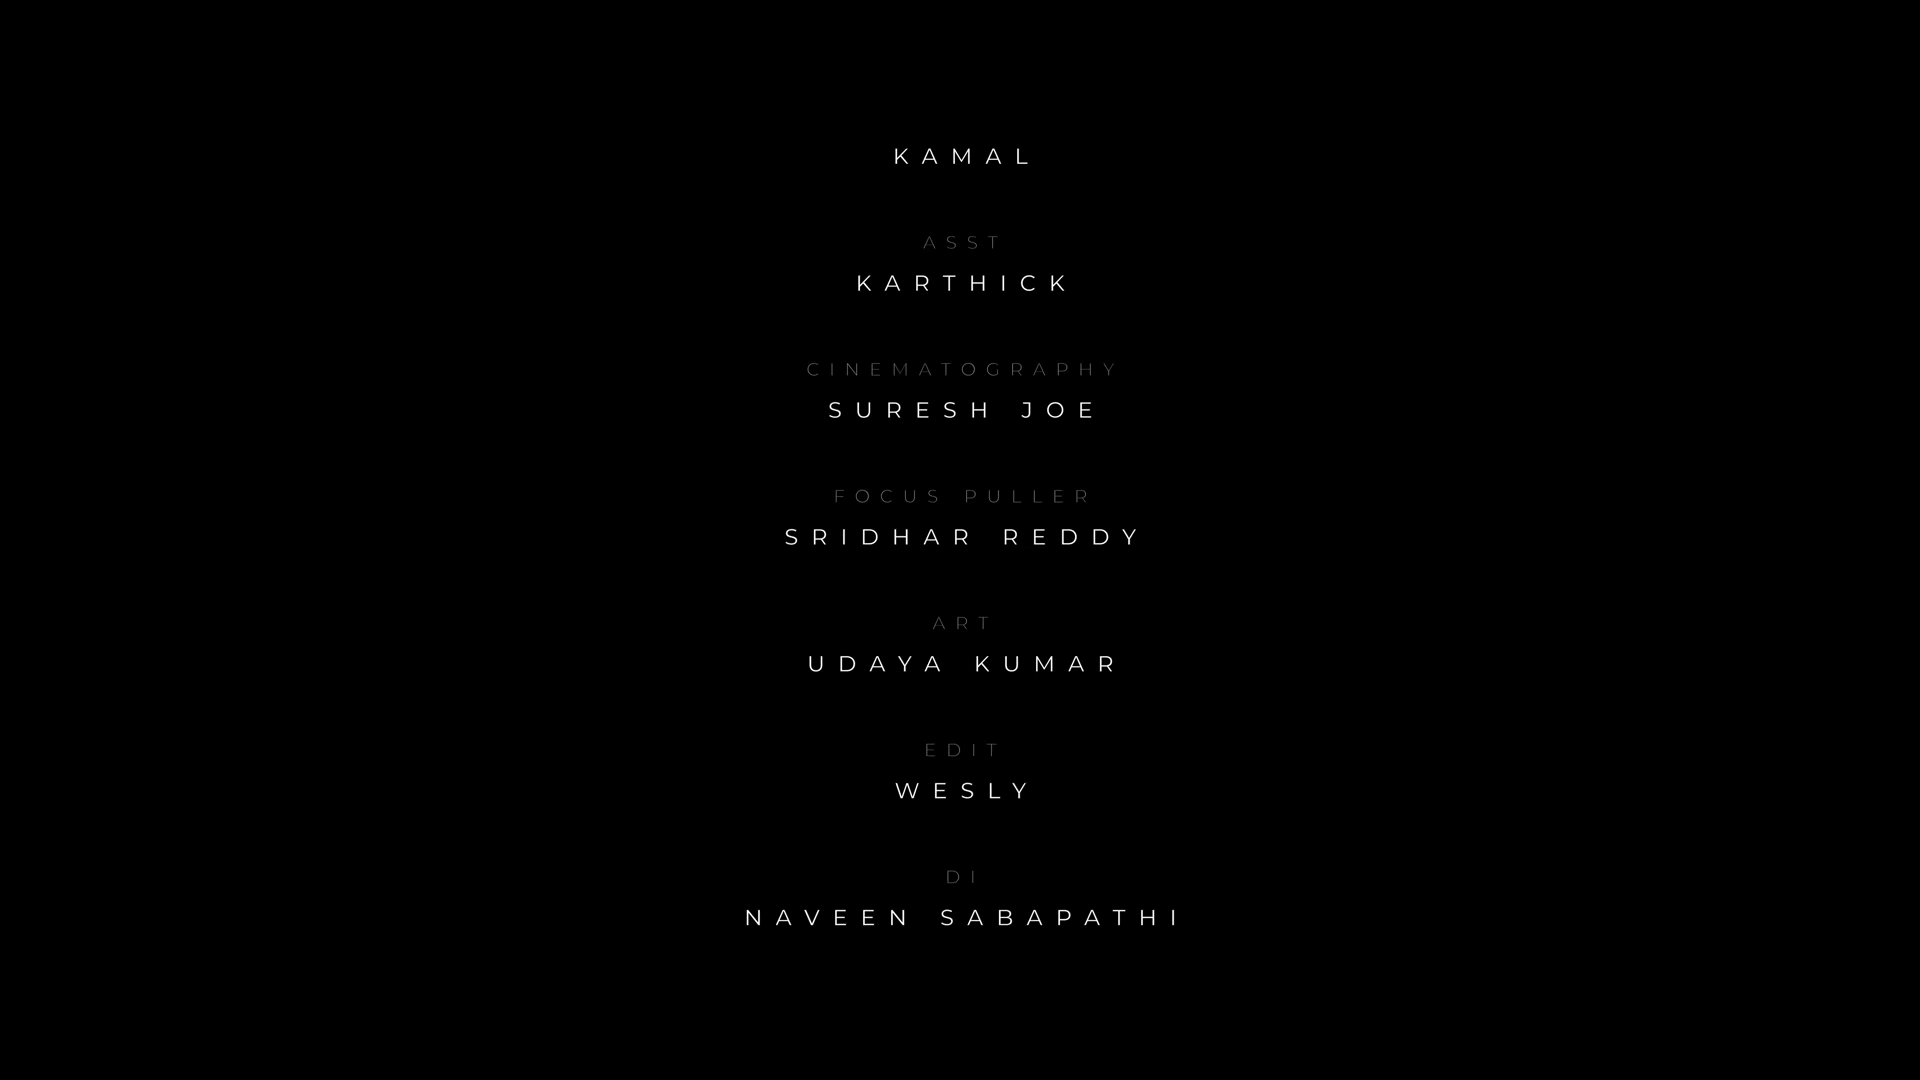 KAMAL
ASST
KARTHICK
CINEMATOGRAPHY
SURESH JOE
FOCUS PULLER
SRIDHAR REDDY
ART
UDAYA KUMAR
EDIT
WESLY
DI
NAVEEN SABAPATHI